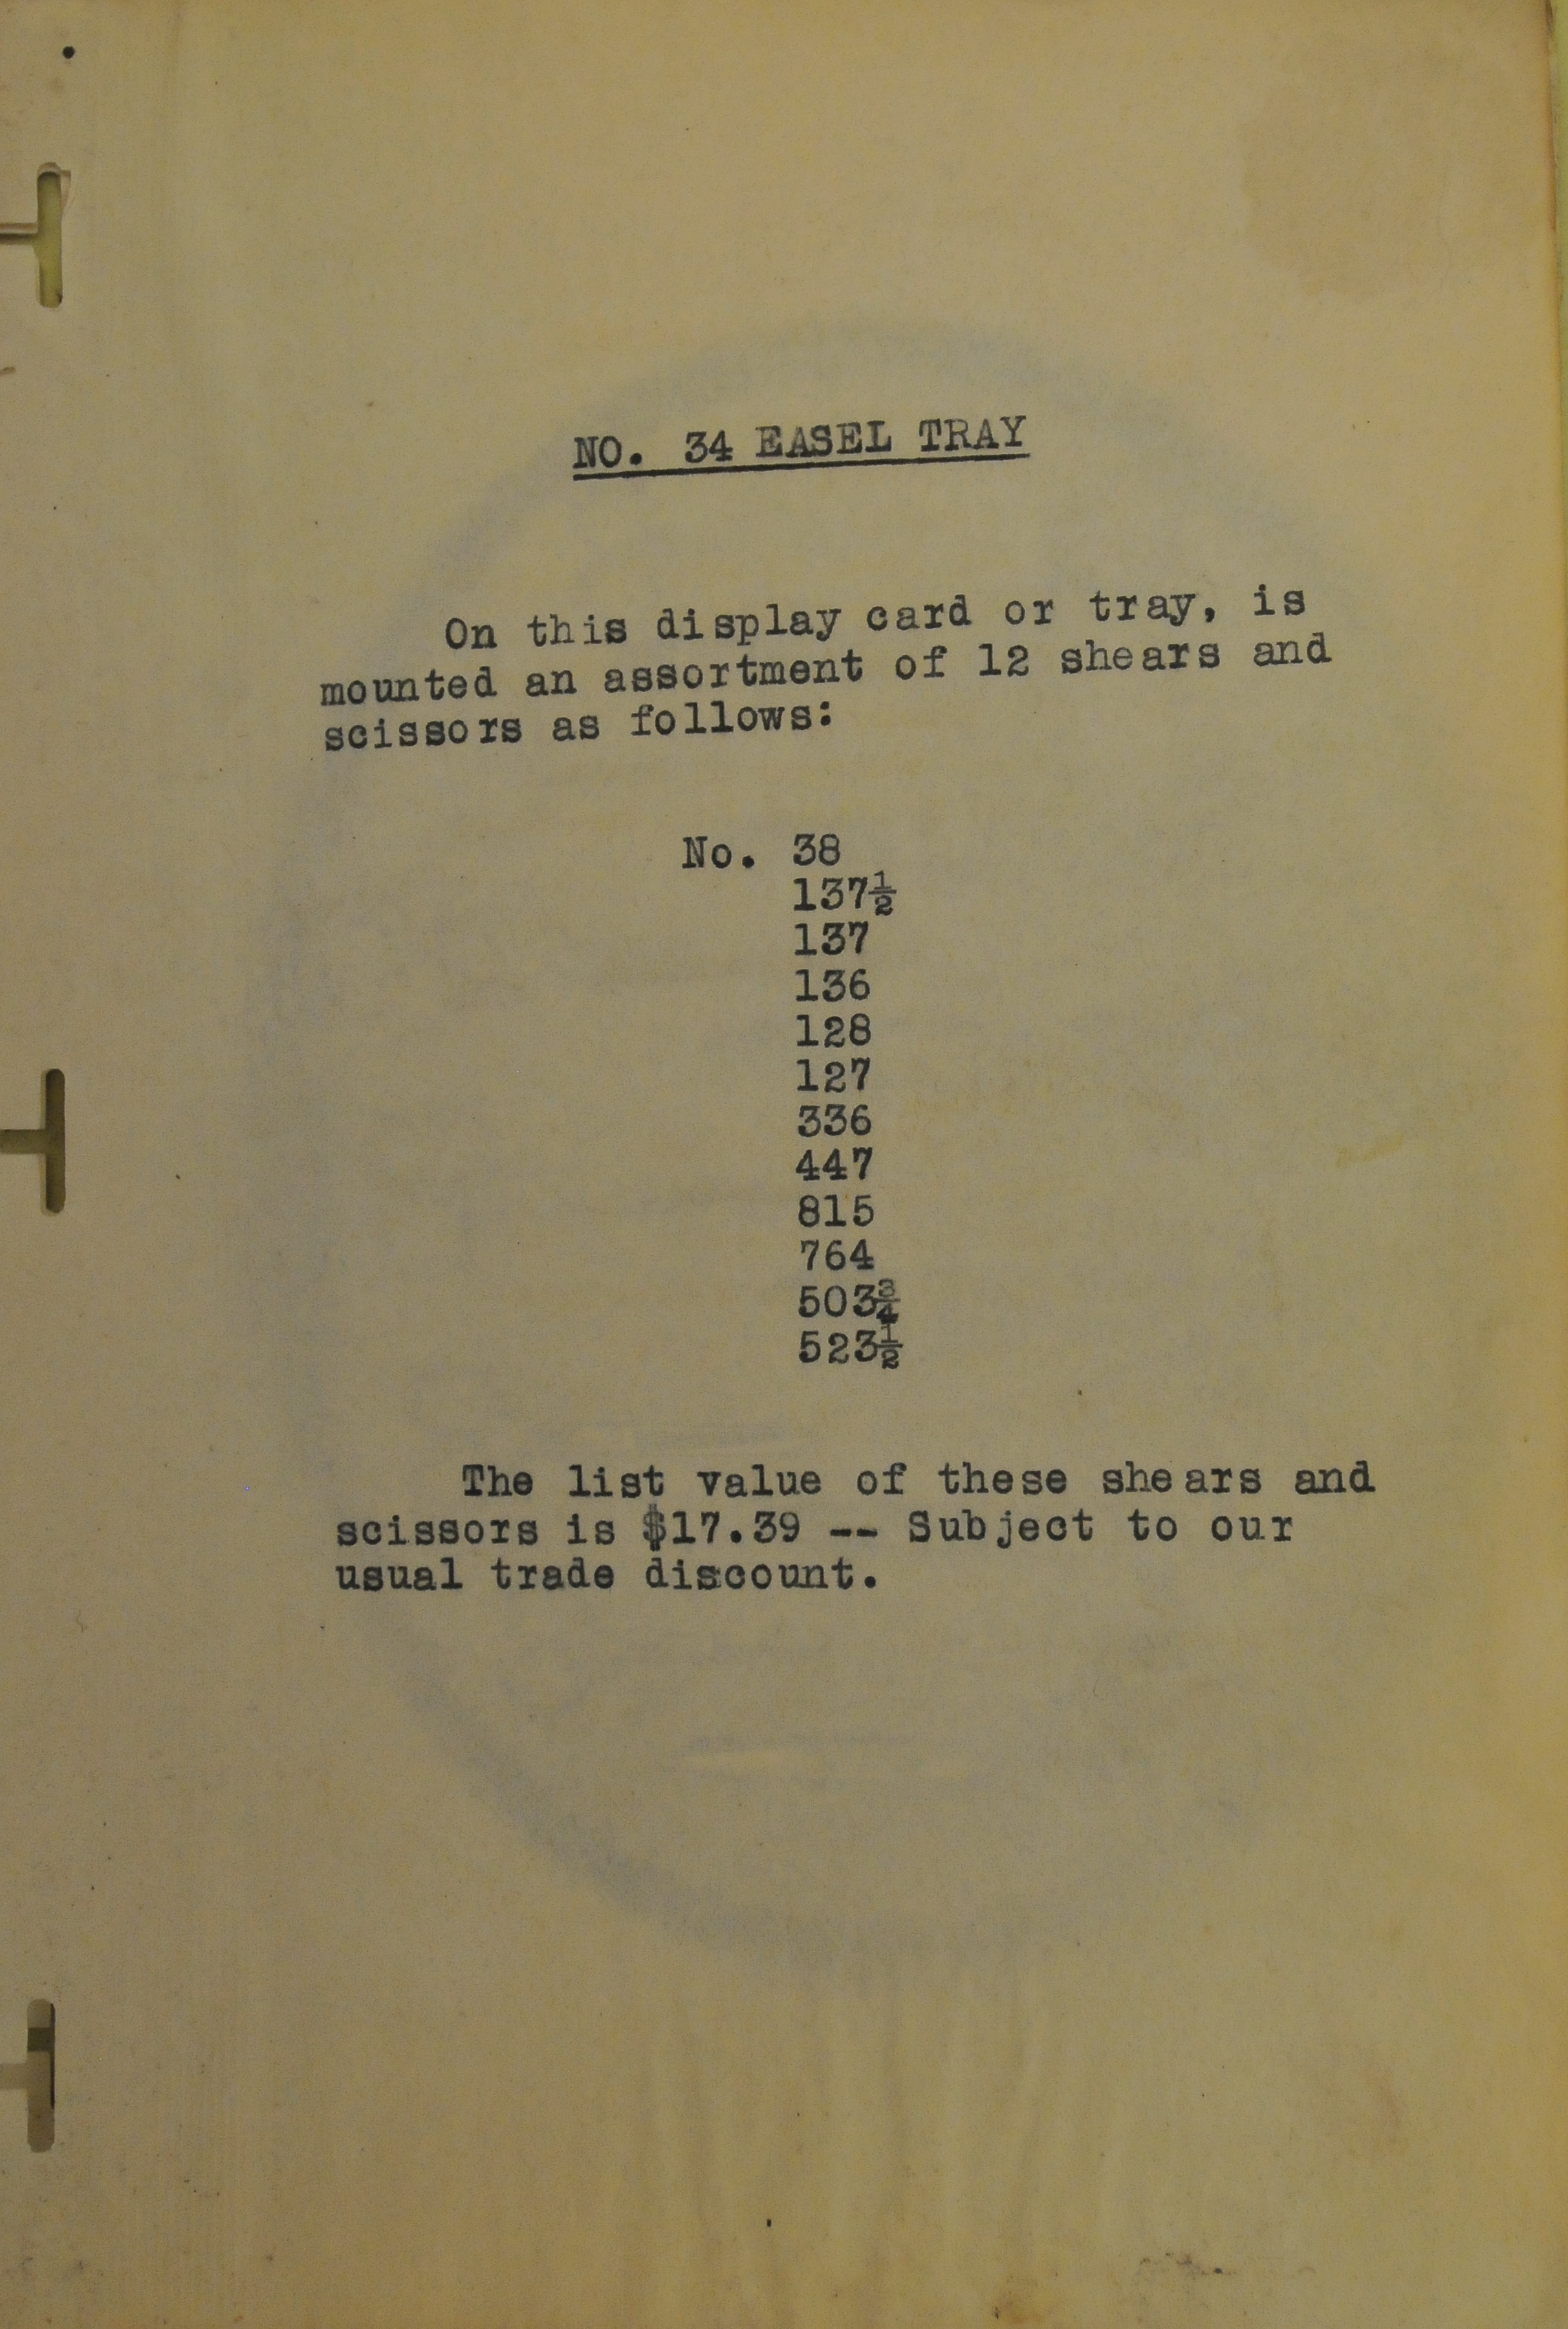 NO. 34 EASEL TRAY
On this display card or tray, is
mounted an assortment of 12 shears and
scissors as follows:
No. 38
137½
137
136
128
127
336
447
815
764
503¾
523½
The list value of these shears and
scissors is $17.39 -- Subject to our
usual trade discount.